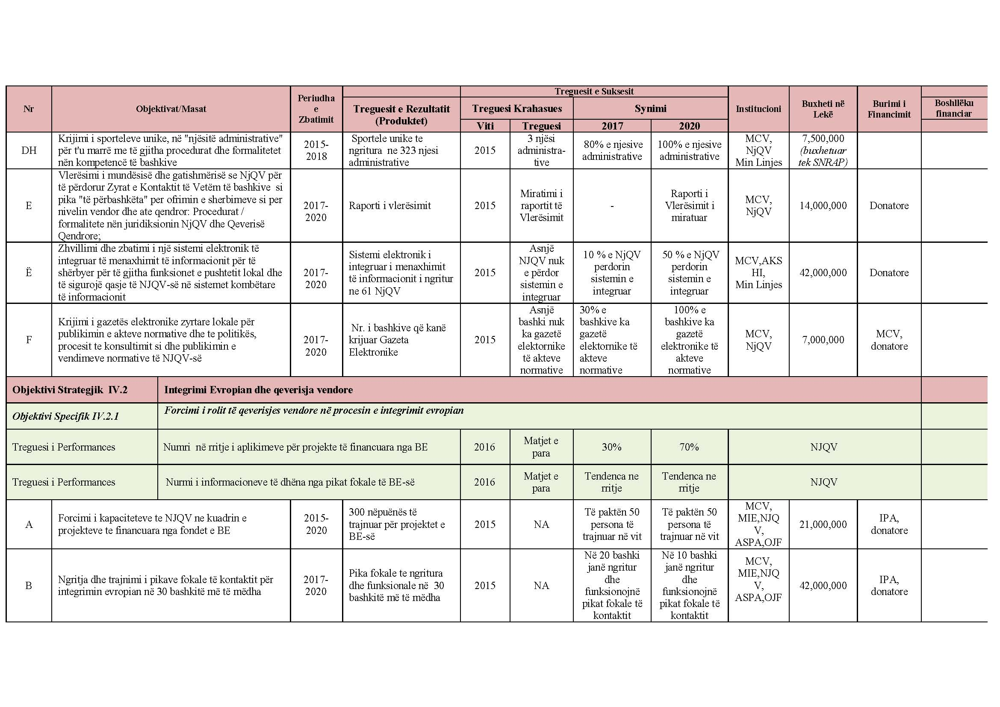 Nr
Objektivat/Masat
Periudha
e
Zbatimit
Treguesit e Rezultatit
(Produktet)
Treguesit e Suksesit
Treguesi Krahasues
Synimi
Viti
Treguesi
2017
2020
Institucioni
Buxheti në
Lekë
Burimi i
Financimit
Boshllëku
financiar
DH
Krijimi i sporteleve unike, në "njësitë administrative"
për t'u marrë me të gjitha procedurat dhe formalitetet
nën kompetencë të bashkive
2015-
2018
Sportele unike te
ngritura ne 323 njesi
administrative
2015
3 njësi
administra-
tive
80% e njesive
administrative
100% e njesive
administrative
MCV,
NjQV
Min Linjes
7,500,000
(buxhetuar
tek SNRAP)
E
Vlerësimi i mundësisë dhe gatishmërisë se NjQV për
të përdorur Zyrat e Kontaktit të Vetëm të bashkive si
pika "të përbashkëta" per ofrimin e sherbimeve si per
nivelin vendor dhe ate qendror: Procedurat /
formalitete nën juridiksionin NjQV dhe Qeverisë
Qendrore;
2017-
2020
Raporti i vlerësimit
2015
Miratimi i
raportit të
Vlerësimit
-
Raporti i
Vlerësimit i
miratuar
MCV,
NjQV
14,000,000
Donatore
Ë
Zhvillimi dhe zbatimi i një sistemi elektronik të
integruar të menaxhimit të informacionit për të
shërbyer për të gjitha funksionet e pushtetit lokal dhe
të sigurojë qasje të NJQV-së në sistemet kombëtare
të informacionit
2017-
2020
Sistemi elektronik i
integruar i menaxhimit
të informacionit i ngritur
ne 61 NjQV
2015
Asnjë
NJQV nuk
e përdor
sistemin e
integruar
10 % e NjQV
perdorin
sistemin e
integruar
50 % e NjQV
perdorin
sistemin e
integruar
MCV,AKS
HI,
Min Linjes
42,000,000
Donatore
F
Krijimi i gazetës elektronike zyrtare lokale për
publikimin e akteve normative dhe te politikës,
procesit te konsultimit si dhe publikimin e
vendimeve normative të NJQV-së
2017-
2020
Nr. i bashkive që kanë
krijuar Gazeta
Elektronike
2015
Asnjë
bashki nuk
ka gazetë
elektornike
të akteve
normative
30% e
bashkive ka
gazetë
elektornike të
akteve
normative
100% e
bashkive ka
gazetë
elektronike të
akteve
normative
MCV,
NjQV
7,000,000
MCV,
donatore
Objektivi Strategjik IV.2
Integrimi Evropian dhe qeverisja vendore
Objektivi Specifik IV.2.1
Forcimi i rolit të qeverisjes vendore në procesin e integrimit evropian
Treguesi i Performances
Numri në rritje i aplikimeve për projekte të financuara nga BE
2016
Matjet e
para
30%
70%
NJQV
Treguesi i Performances
Nurmi i informacioneve të dhëna nga pikat fokale të BE-së
2016
Matjet e
para
Tendenca ne
rritje
Tendenca ne
rritje
NJQV
A
Forcimi i kapaciteteve te NJQV ne kuadrin e
projekteve te financuara nga fondet e BE
2015-
2020
300 nëpuënës të
trajnuar për projektet e
BE-së
2015
NA
Të paktën 50
persona të
trajnuar në vit
Të paktën 50
persona të
trajnuar në vit
MCV,
MIE,NJQ
V,
ASPA,OJF
21,000,000
IPA,
donatore
B
Ngritja dhe trajnimi i pikave fokale të kontaktit për
integrimin evropian në 30 bashkitë më të mëdha
2017-
2020
Pika fokale te ngritura
dhe funksionale në 30
bashkitë më të mëdha
2015
NA
Në 20 bashki
janë ngritur
dhe
funksionojnë
pikat fokale të
kontaktit
Në 10 bashki
janë ngritur
dhe
funksionojnë
pikat fokale të
kontaktit
MCV,
MIE,NJQ
V,
ASPA,OJF
42,000,000
IPA,
donatore